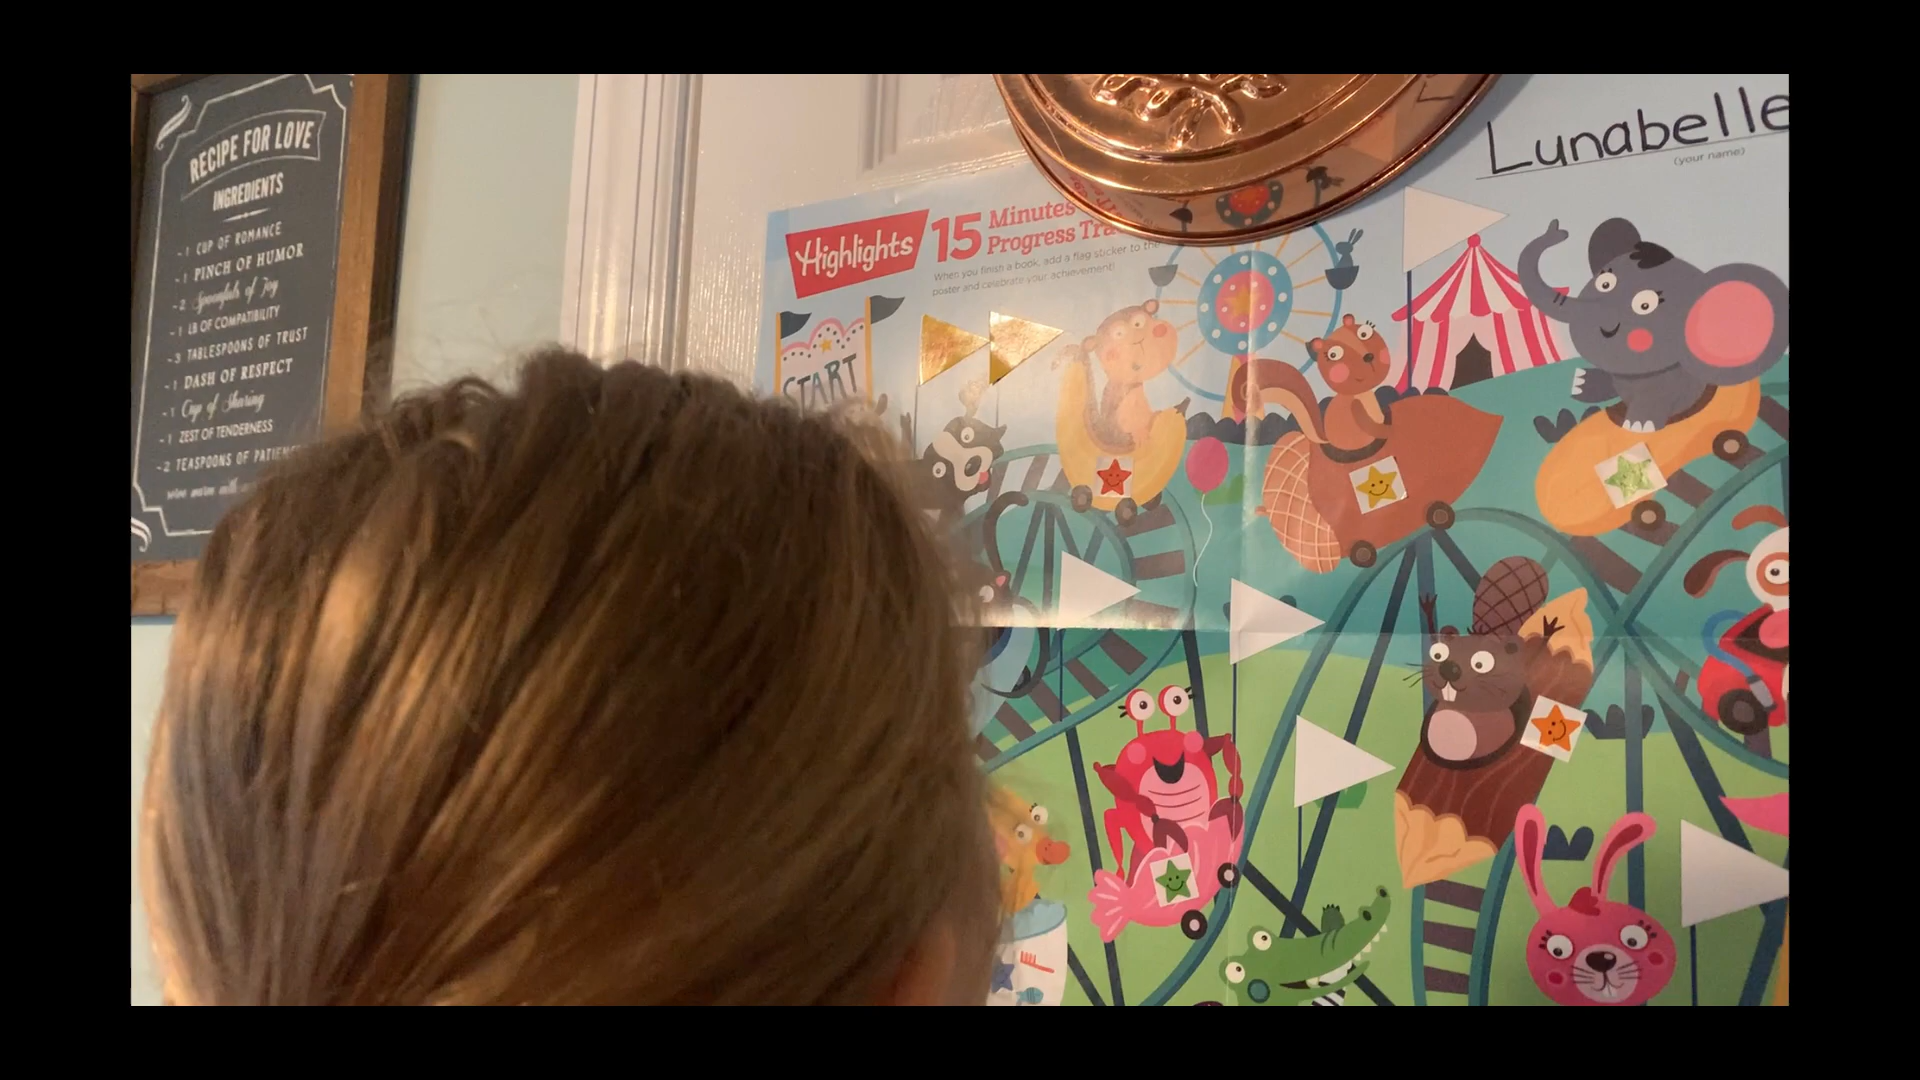 RECIPE FOR LOVE
INGREDIENTS
- 1 CUP OF ROMANCE
- 1 PINCH OF HUMOR
- 2 Spoonfuls of Joy
- 1 LB OF COMPATIBILITY
- 3 TABLESPOONS OF TRUST
- 1 DASH OF RESPECT
- 1 Cup of Sharing
- 1 ZEST OF TENDERNESS
- 2 TEASPOONS OF
serve warm with
Lunabelle
(your name)
Highlights
15 Minutes
Progress
When you finish a book, add a flag sticker to the
poster and celebrate your achievement!
START